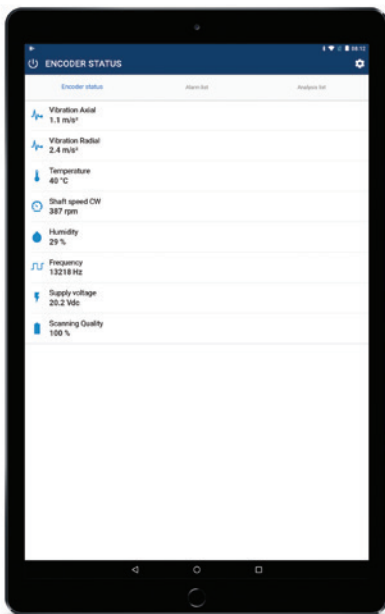 08:12
ENCODER STATUS
Encoder status
Alarm list
Analysis list
Vibration Axial
1.1 m/s²
Vibration Radial
2.4 m/s²
Temperature
40 °C
Shaft speed CW
387 rpm
Humidity
29 %
Frequency
13218 Hz
Supply voltage
20.2 Vdc
Scanning Quality
100 %